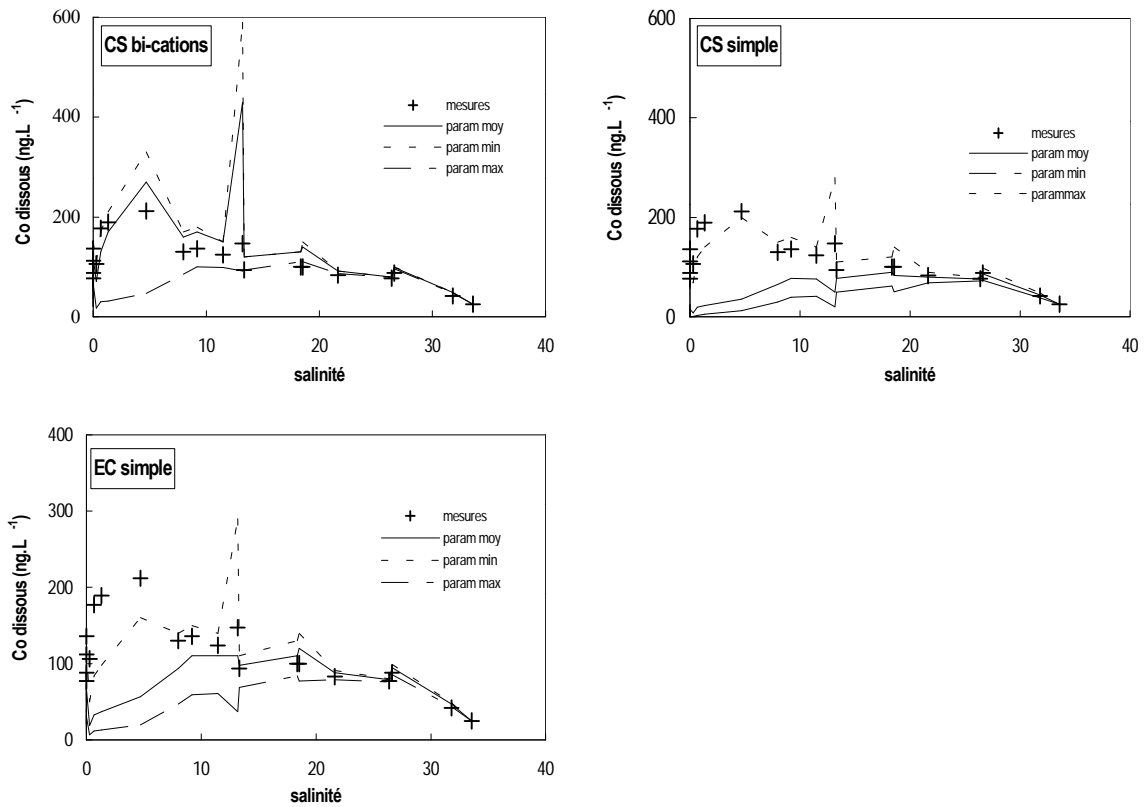 CS bi-cations
Co dissous (ng.L -1)
600
400
200
0
mesures
param moy
param min
param max
0 10 20 30 40
salinité
CS simple
Co dissous (ng.L -1)
600
400
200
0
mesures
param moy
param min
parammax
0 10 20 30 40
salinité
EC simple
Co dissous (ng.L -1)
400
300
200
100
0
mesures
param moy
param min
param max
0 10 20 30 40
salinité